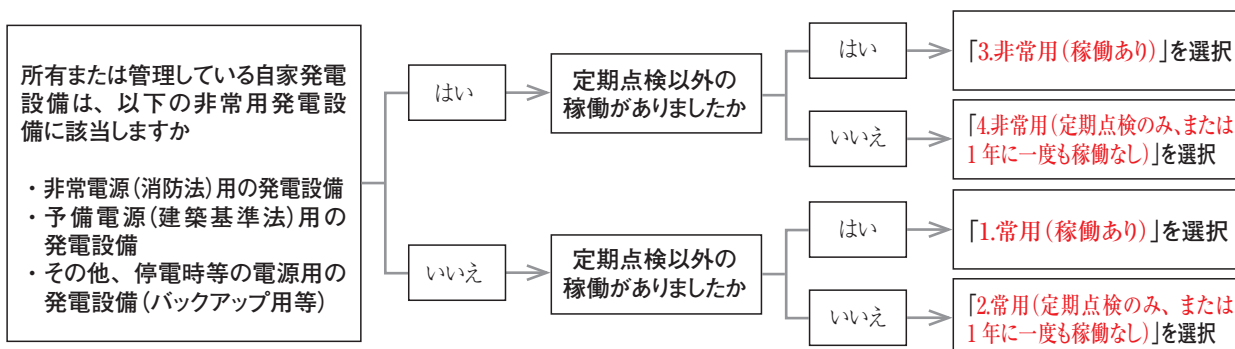 所有または管理している自家発電
設備は、以下の非常用発電設
備に該当しますか
・非常電源(消防法)用の発電設備
・予備電源(建築基準法)用の
発電設備
・その他、停電時等の電源用の
発電設備(バックアップ用等)
はい
定期点検以外の
稼働がありましたか
はい
「3.非常用(稼働あり)」を選択
いいえ
「4.非常用(定期点検のみ、または
1年に一度も稼働なし)」を選択
いいえ
定期点検以外の
稼働がありましたか
はい
「1.常用(稼働あり)」を選択
いいえ
「2.常用(定期点検のみ、または
1年に一度も稼働なし)」を選択